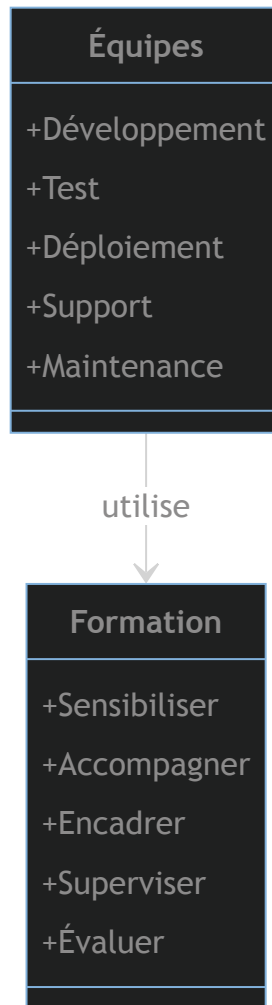 Équipes
+Développement
+Test
+Déploiement
+Support
+Maintenance
utilise
Formation
+Sensibiliser
+Accompagner
+Encadrer
+Superviser
+Évaluer